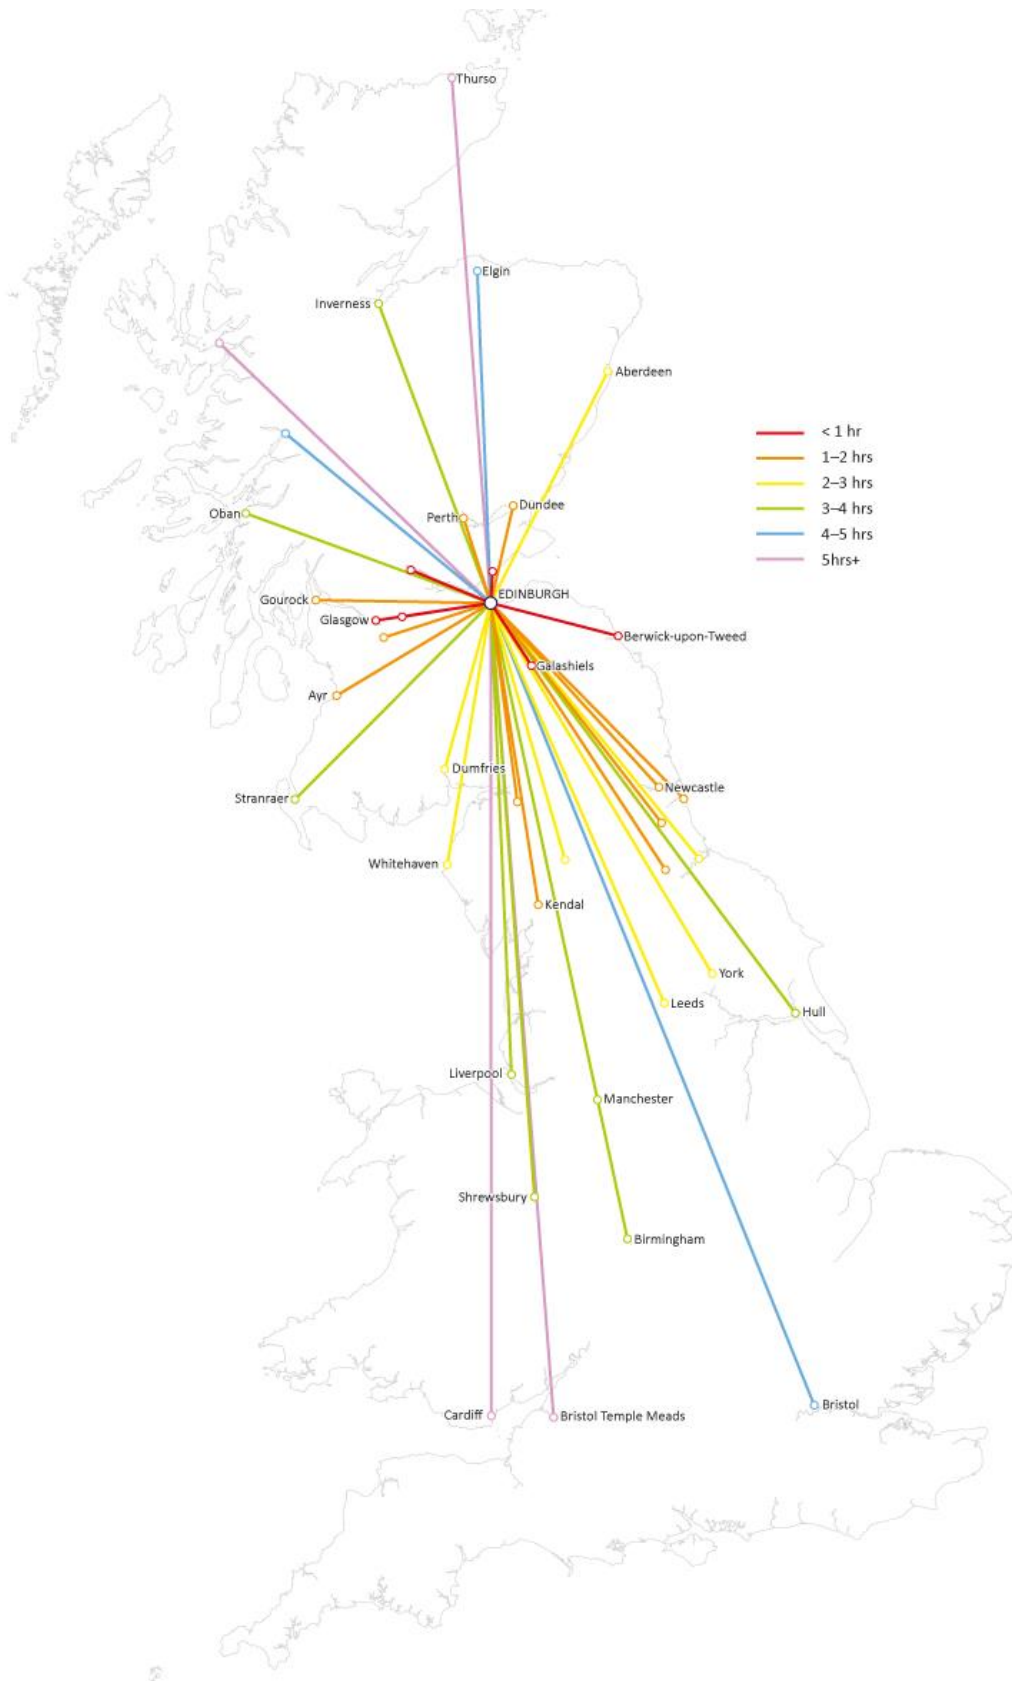 Thurso
Elgin
Inverness
Aberdeen
< 1 hr
1–2 hrs
2–3 hrs
3–4 hrs
4–5 hrs
5hrs+
Dundee
Oban
Perth
EDINBURGH
Gourock
Glasgow
Berwick-upon-Tweed
Galashiels
Ayr
Dumfries
Newcastle
Stranraer
Whitehaven
Kendal
York
Leeds
Hull
Liverpool
Manchester
Shrewsbury
Birmingham
Bristol
Cardiff
Bristol Temple Meads